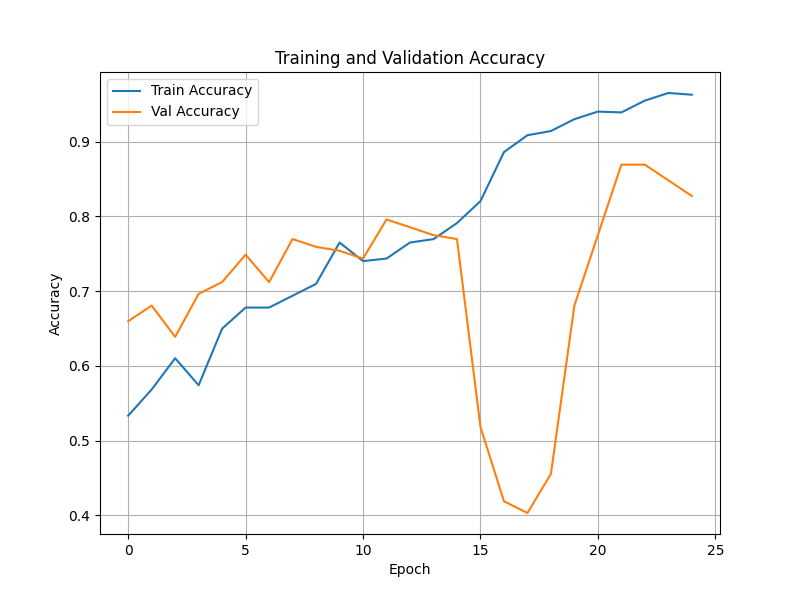 Training and Validation Accuracy
Train Accuracy
Val Accuracy
Accuracy
0.9
0.8
0.7
0.6
0.5
0.4
0 5 10 15 20 25
Epoch